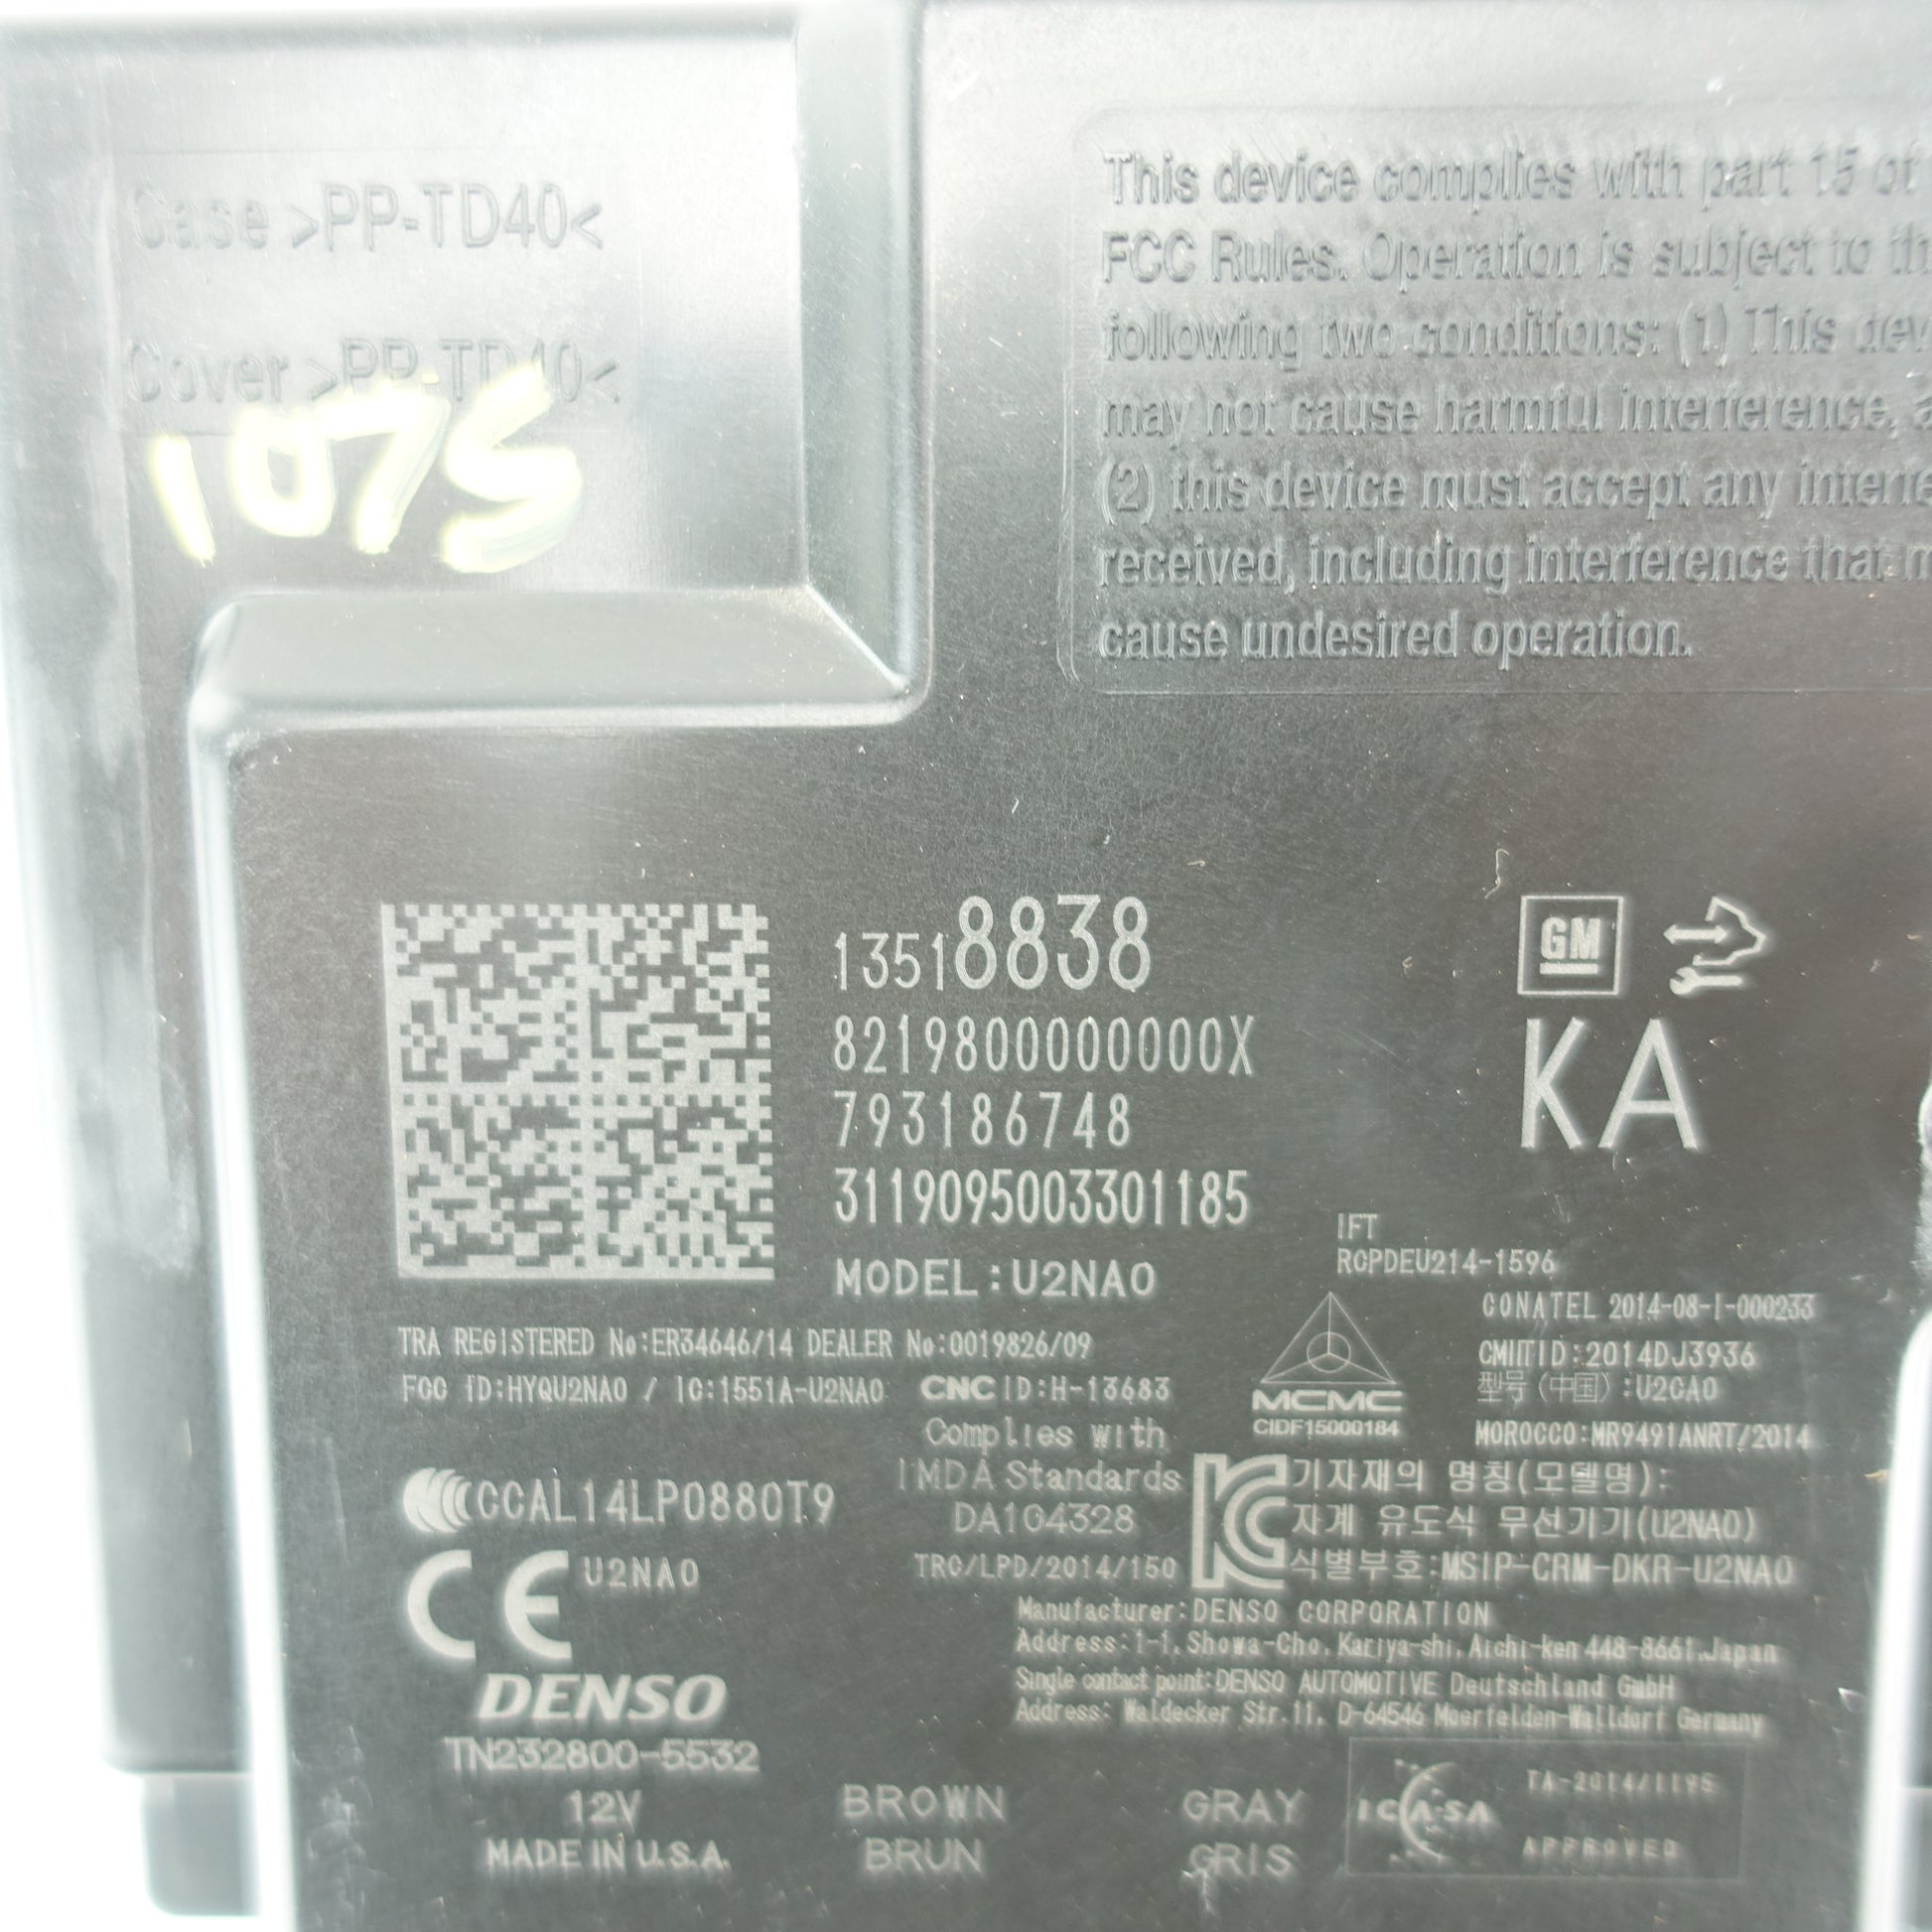 Case >PP-TD40<
Cover >PP-TD40<
1075
This device complies with part 15 of
FCC Rules. Operation is subject to th
following two conditions: (1) This dev
may not cause harmful interference, a
(2) this device must accept any interfe
received, including interference that m
cause undesired operation.
13518838
8219800000000X
793186748
3119095003301185
MODEL:U2NA0
GM
KA
IFT
RCPDEU214-1596
CONATEL 2014-08-I-000233
CMIITID:2014DJ3936
型号(中国):U2CA0
MOROCCO:MR9491ANRT/2014
MCMC
CIDF15000184
TRA REGISTERED No:ER34646/14 DEALER No:0019826/09
FCC ID:HYQU2NA0 / IC:1551A-U2NA0
CNC ID:H-13683
Complies with
IMDA Standards
DA104328
TRC/LPD/2014/150
CCAL14LP0880T9
CE U2NA0
기자재의 명칭(모델명):
자계 유도식 무선기기(U2NA0)
식별부호:MSIP-CRM-DKR-U2NA0
Manufacturer:DENSO CORPORATION
Address:1-1,Showa-Cho,Kariya-shi,Aichi-ken 448-8661,Japan
Single contact point:DENSO AUTOMOTIVE Deutschland GmbH
Address: Waldecker Str.11, D-64546 Moerfelden-Walldorf Germany
DENSO
TN232800-5532
12V
MADE IN U.S.A.
BROWN
BRUN
GRAY
GRIS
ICASA
TA-2014/1195
APPROVED